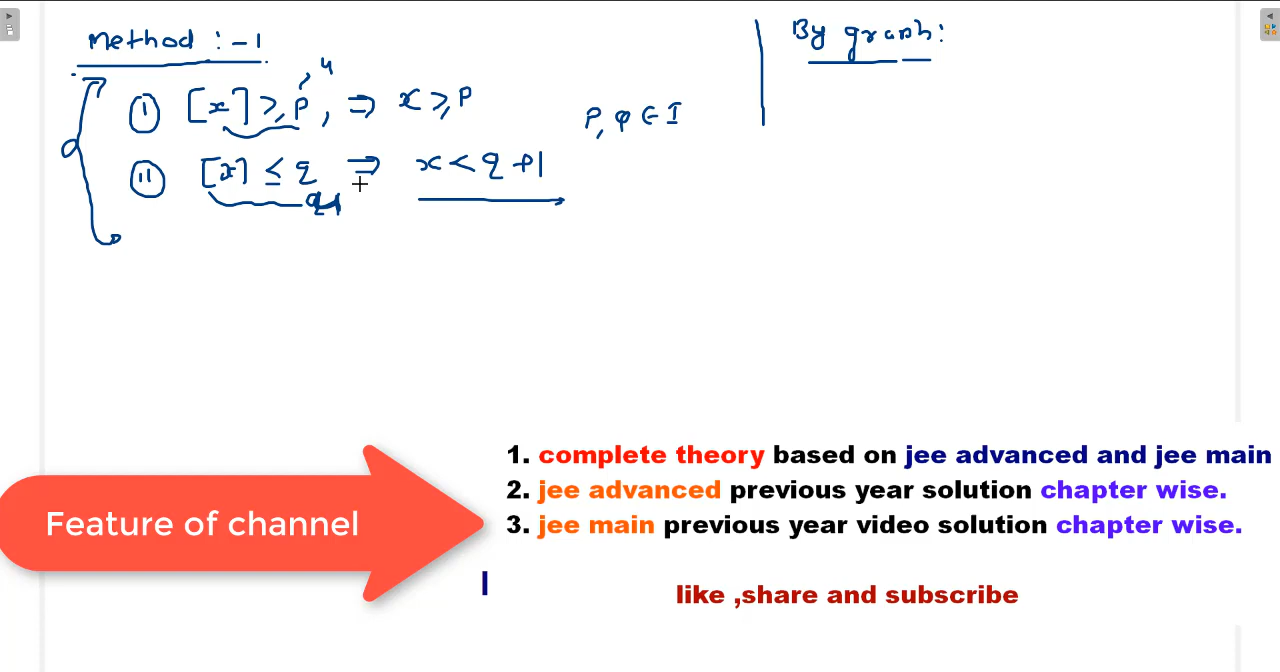 Method :-1
(i) [x] ≥ P, ⇒ x ≥ P
, 4
(ii) [x] ≤ q ⇒ x < q+1
P, q ∈ I
By graph:
Feature of channel
1. complete theory based on jee advanced and jee main
2. jee advanced previous year solution chapter wise.
3. jee main previous year video solution chapter wise.
like ,share and subscribe